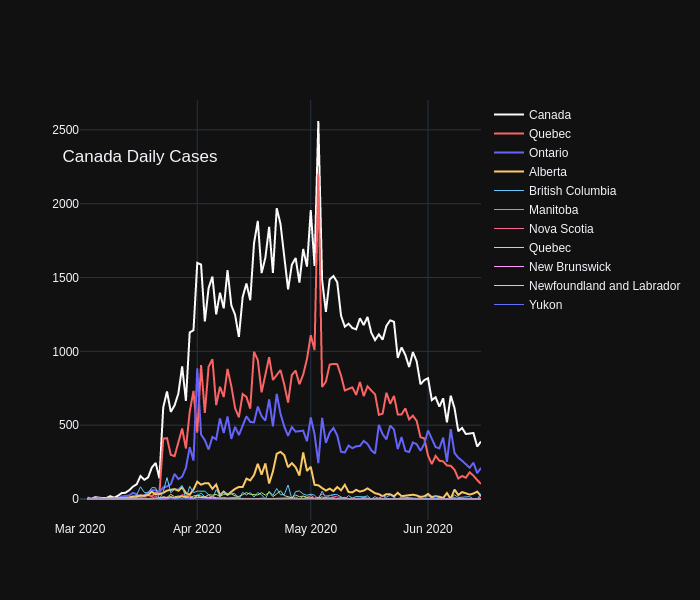 Canada Daily Cases
2500
2000
1500
1000
500
0
Mar 2020
Apr 2020
May 2020
Jun 2020
Canada
Quebec
Ontario
Alberta
British Columbia
Manitoba
Nova Scotia
Quebec
New Brunswick
Newfoundland and Labrador
Yukon